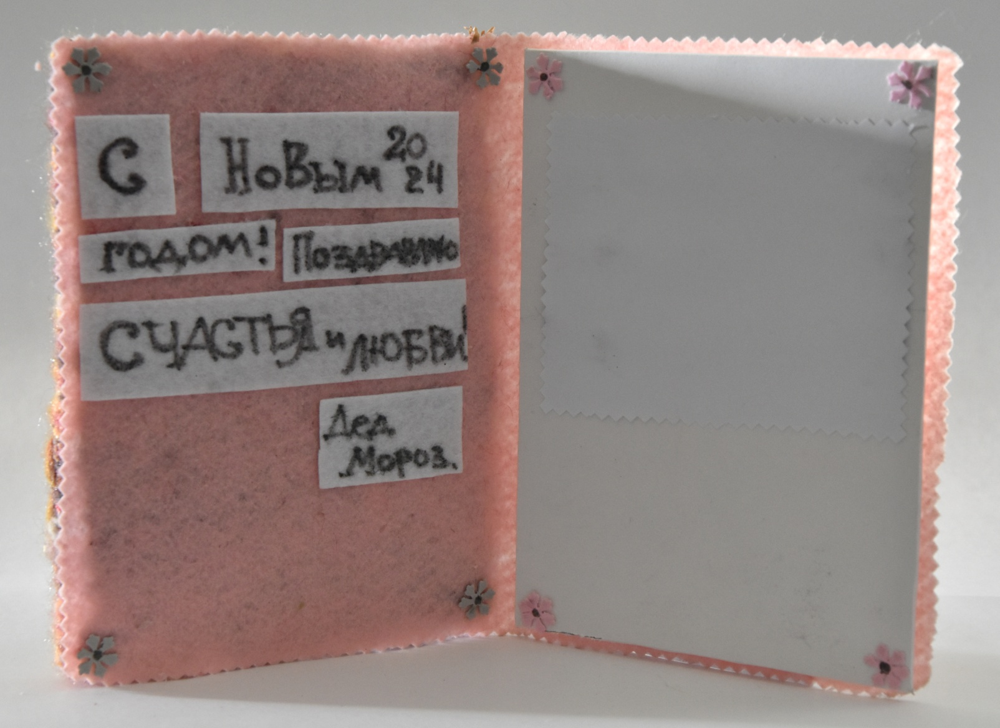 С Новым 2024
годом! Поздравляю
СЧАСТЬЯ и ЛЮБВИ!
Дед
Мороз.